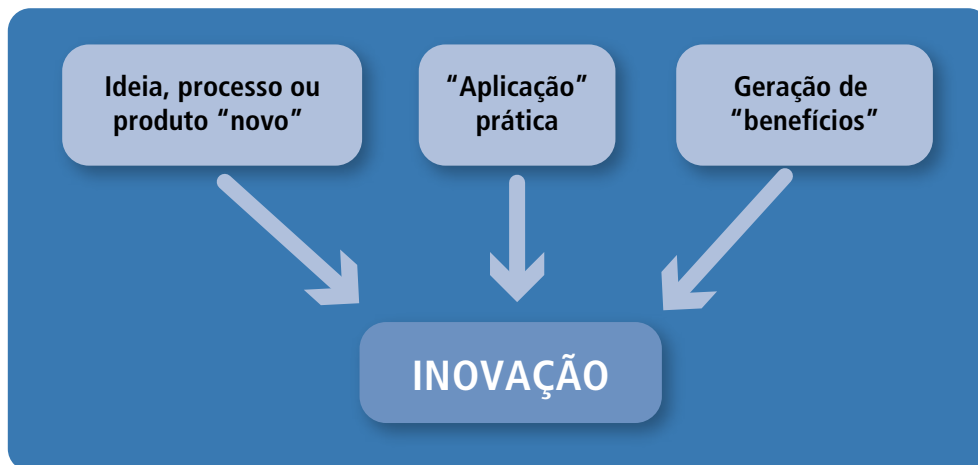 Ideia, processo ou
produto “novo”
“Aplicação”
prática
Geração de
“benefícios”
INOVAÇÃO